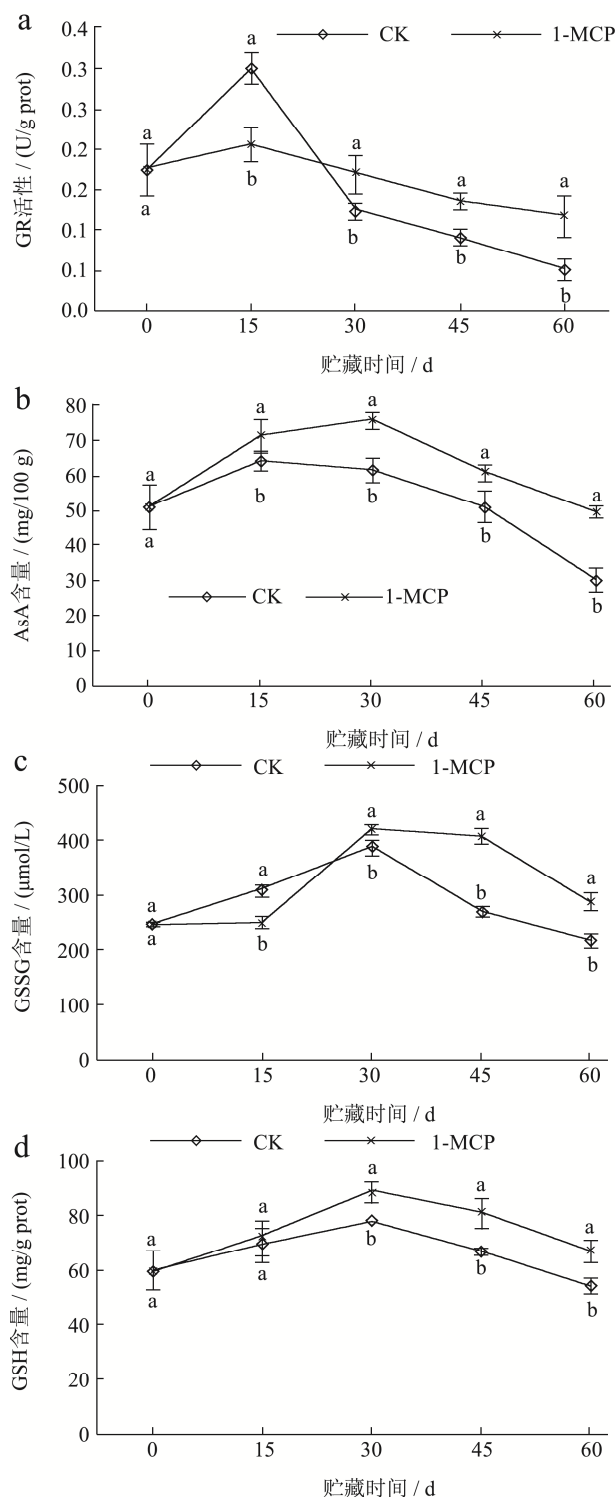 a
CK
1-MCP
GR活性 / (U/g prot)
0.4
0.3
0.3
0.2
0.2
0.1
0.1
0.0
a a a a a
a b b b b
0 15 30 45 60
贮藏时间 / d
b
AsA含量 / (mg/100 g)
80
70
60
50
40
30
20
10
0
a a a a a
a b b b b
CK
1-MCP
0 15 30 45 60
贮藏时间 / d
c
CK
1-MCP
GSSG含量 / (μmol/L)
500
400
300
200
100
0
a a a a a
a b b b b
0 15 30 45 60
贮藏时间 / d
d
CK
1-MCP
GSH含量 / (mg/g prot)
100
80
60
40
20
0
a a a a a
a a b b b
0 15 30 45 60
贮藏时间 / d